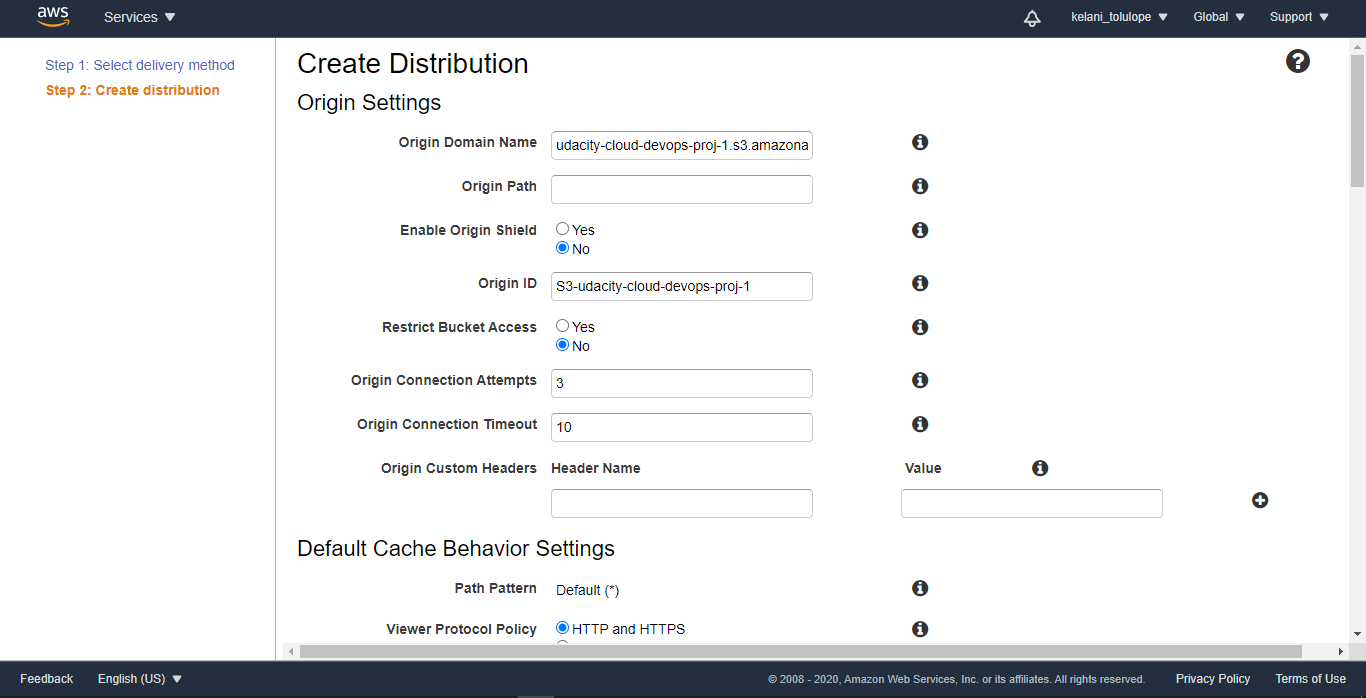 aws Services kelani_tolulope Global Support
Step 1: Select delivery method
Step 2: Create distribution
Create Distribution
?
Origin Settings
Origin Domain Name udacity-cloud-devops-proj-1.s3.amazona
Origin Path
Enable Origin Shield Yes
No
Origin ID S3-udacity-cloud-devops-proj-1
Restrict Bucket Access Yes
No
Origin Connection Attempts 3
Origin Connection Timeout 10
Origin Custom Headers Header Name Value
Default Cache Behavior Settings
Path Pattern Default (*)
Viewer Protocol Policy HTTP and HTTPS
Feedback English (US) © 2008 - 2020, Amazon Web Services, Inc. or its affiliates. All rights reserved. Privacy Policy Terms of Use